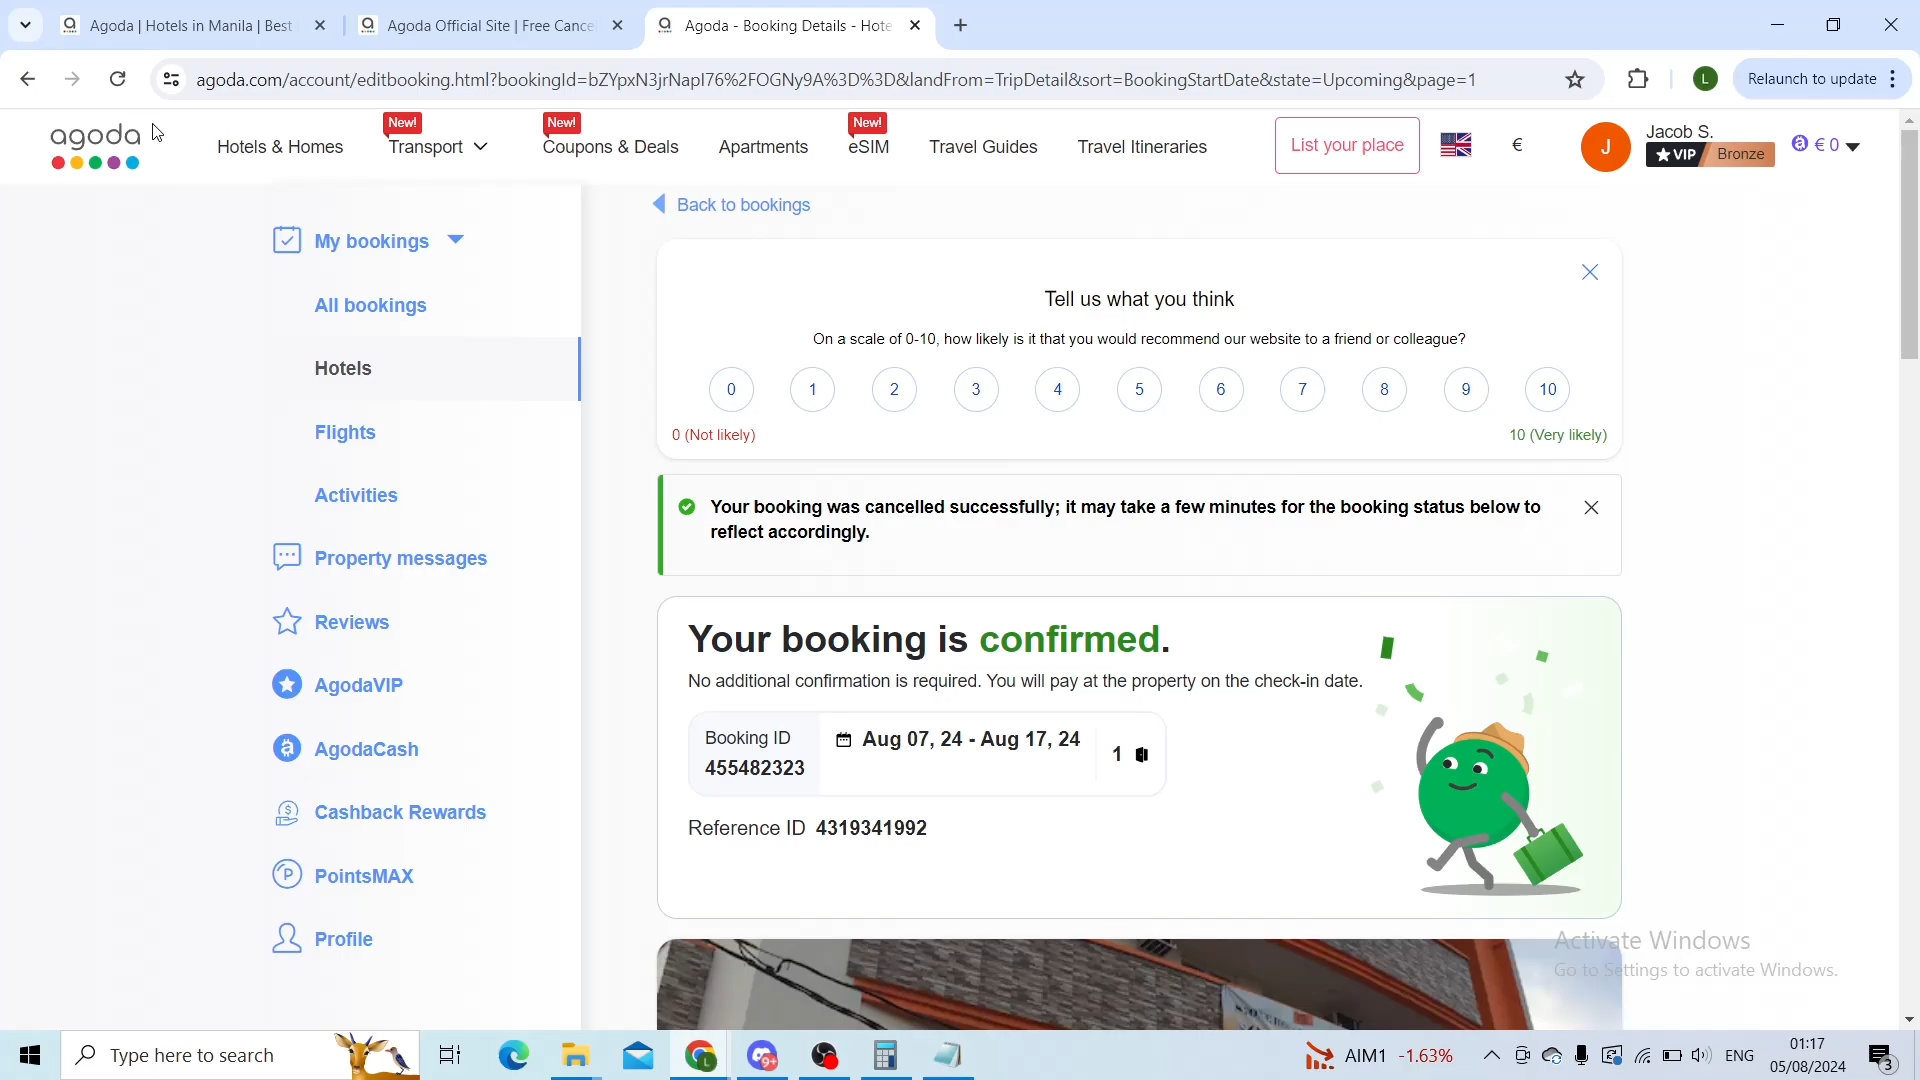 Agoda | Hotels in Manila | Best
Agoda Official Site | Free Cance
Agoda - Booking Details - Hote
agoda.com/account/editbooking.html?bookingId=bZYpxN3jrNapI76%2FOGNy9A%3D%3D&landFrom=TripDetail&sort=BookingStartDate&state=Upcoming&page=1
L
Relaunch to update
agoda
Hotels & Homes
New!
Transport
New!
Coupons & Deals
Apartments
New!
eSIM
Travel Guides
Travel Itineraries
List your place
€
J
Jacob S.
VIP Bronze
€ 0
My bookings
All bookings
Hotels
Flights
Activities
Property messages
Reviews
AgodaVIP
AgodaCash
Cashback Rewards
PointsMAX
Profile
Back to bookings
Tell us what you think
On a scale of 0-10, how likely is it that you would recommend our website to a friend or colleague?
0 1 2 3 4 5 6 7 8 9 10
0 (Not likely)
10 (Very likely)
Your booking was cancelled successfully; it may take a few minutes for the booking status below to
reflect accordingly.
Your booking is confirmed.
No additional confirmation is required. You will pay at the property on the check-in date.
Booking ID
455482323
Aug 07, 24 - Aug 17, 24
1
Reference ID 4319341992
Activate Windows
Go to Settings to activate Windows.
Type here to search
9+
AIM1 -1.63%
ENG
01:17
05/08/2024
3